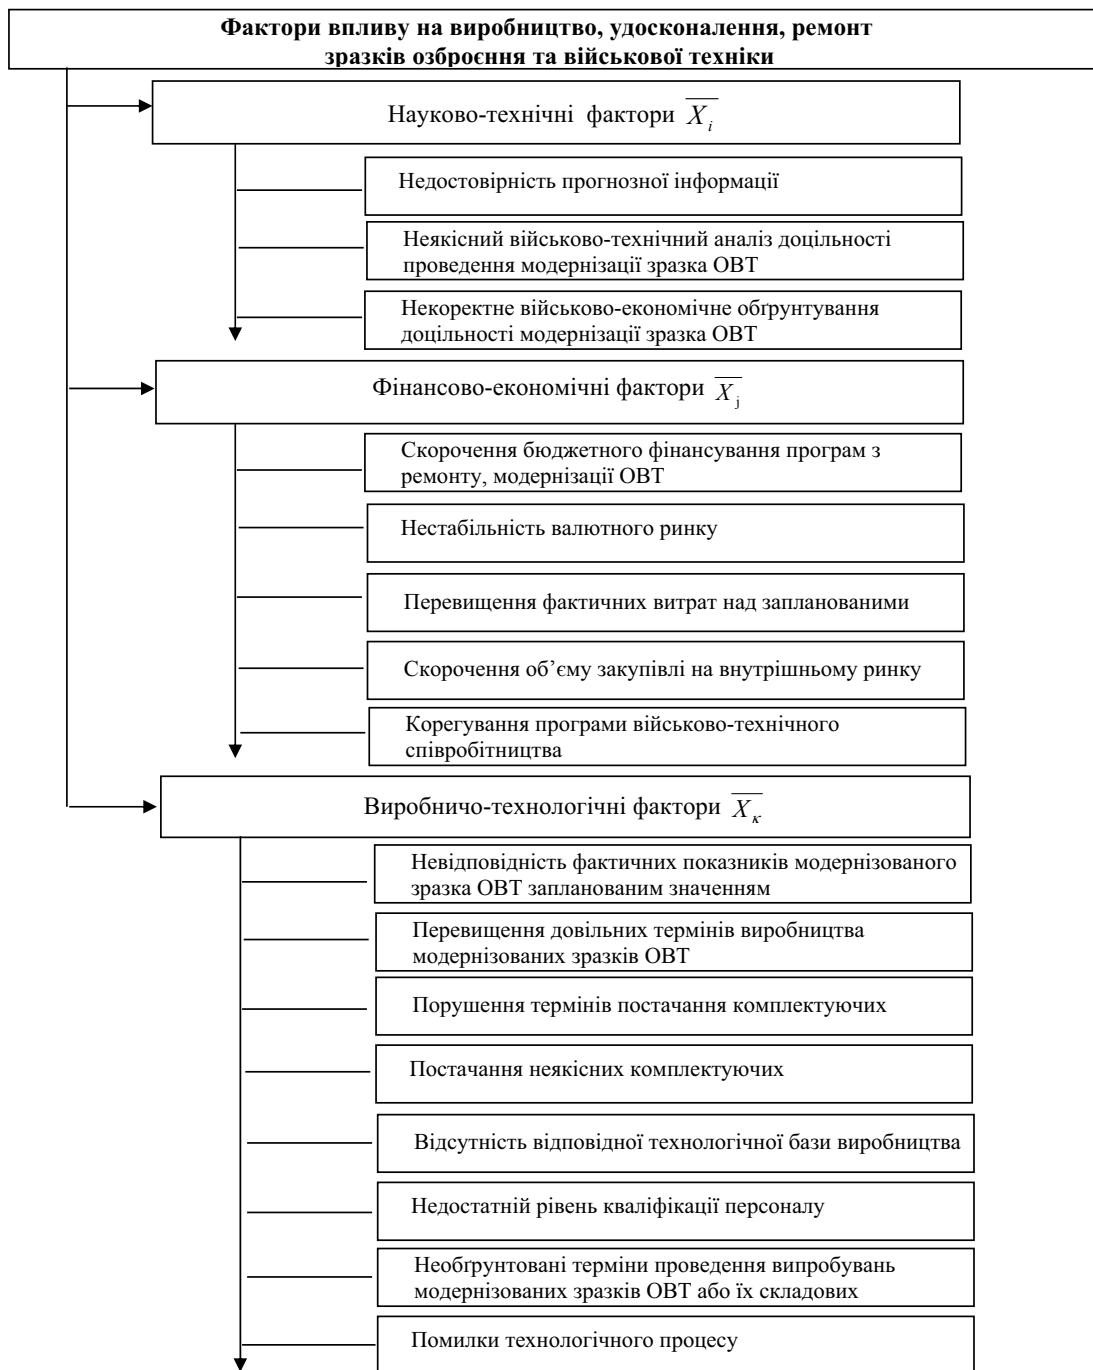 Фактори впливу на виробництво, удосконалення, ремонт
зразків озброєння та військової техніки
Науково-технічні фактори X̅ᵢ
Недостовірність прогнозної інформації
Неякісний військово-технічний аналіз доцільності
проведення модернізації зразка ОВТ
Некоректне військово-економічне обґрунтування
доцільності модернізації зразка ОВТ
Фінансово-економічні фактори X̅ⱼ
Скорочення бюджетного фінансування програм з
ремонту, модернізації ОВТ
Нестабільність валютного ринку
Перевищення фактичних витрат над запланованими
Скорочення об’єму закупівлі на внутрішньому ринку
Корегування програми військово-технічного
співробітництва
Виробничо-технологічні фактори X̅ₖ
Невідповідність фактичних показників модернізованого
зразка ОВТ запланованим значенням
Перевищення довільних термінів виробництва
модернізованих зразків ОВТ
Порушення термінів постачання комплектуючих
Постачання неякісних комплектуючих
Відсутність відповідної технологічної бази виробництва
Недостатній рівень кваліфікації персоналу
Необґрунтовані терміни проведення випробувань
модернізованих зразків ОВТ або їх складових
Помилки технологічного процесу